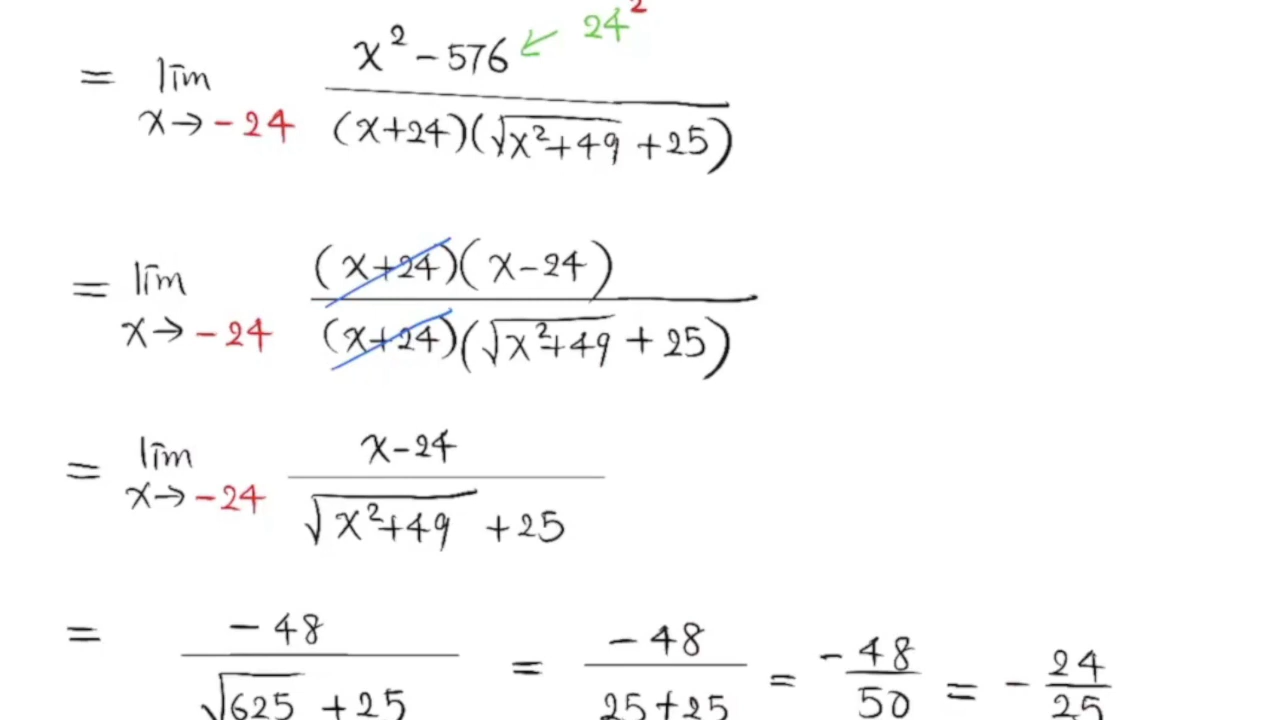 24²
= lim x→-24 (x²-576) / ((x+24)(√(x²+49) +25))
= lim x→-24 ((x+24)(x-24)) / ((x+24)(√(x²+49) + 25))
= lim x→-24 (x-24) / (√(x²+49) +25)
= -48 / (√625 +25) = -48 / (25+25) = -48/50 = -24/25